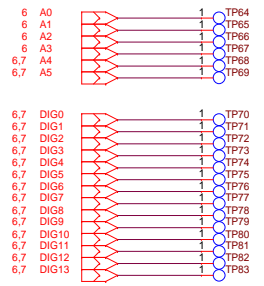 6 A0 1 TP64
6 A1 1 TP65
6 A2 1 TP66
6 A3 1 TP67
6,7 A4 1 TP68
6,7 A5 1 TP69
6,7 DIG0 1 TP70
6,7 DIG1 1 TP71
6,7 DIG2 1 TP72
6,7 DIG3 1 TP73
6,7 DIG4 1 TP74
6,7 DIG5 1 TP75
6,7 DIG6 1 TP76
6,7 DIG7 1 TP77
6,7 DIG8 1 TP78
6,7 DIG9 1 TP79
6,7 DIG10 1 TP80
6,7 DIG11 1 TP81
6,7 DIG12 1 TP82
6,7 DIG13 1 TP83